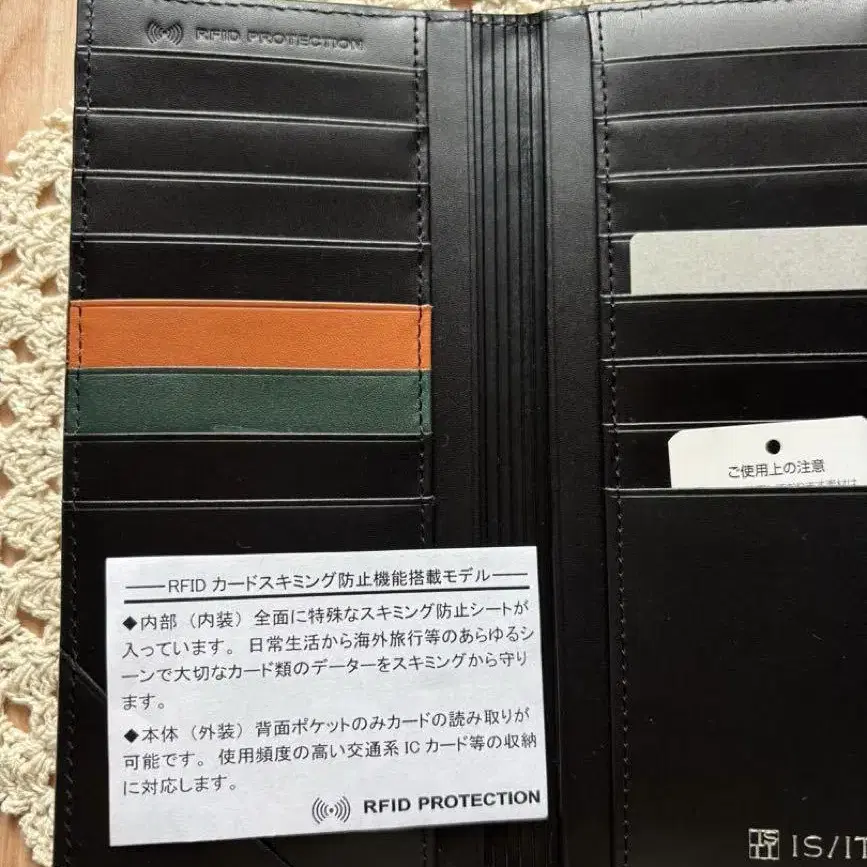 RFID PROTECTION
ご使用上の注意
RFID カードスキミング防止機能搭載モデル
◆内部（内装）全面に特殊なスキミング防止シートが
入っています。日常生活から海外旅行等のあらゆるシ
ーンで大切なカード類のデーターをスキミングから守り
ます。
◆本体（外装）背面ポケットのみカードの読み取りが
可能です。使用頻度の高い交通系 IC カード等の収納
に対応します。
RFID PROTECTION
IS/IT